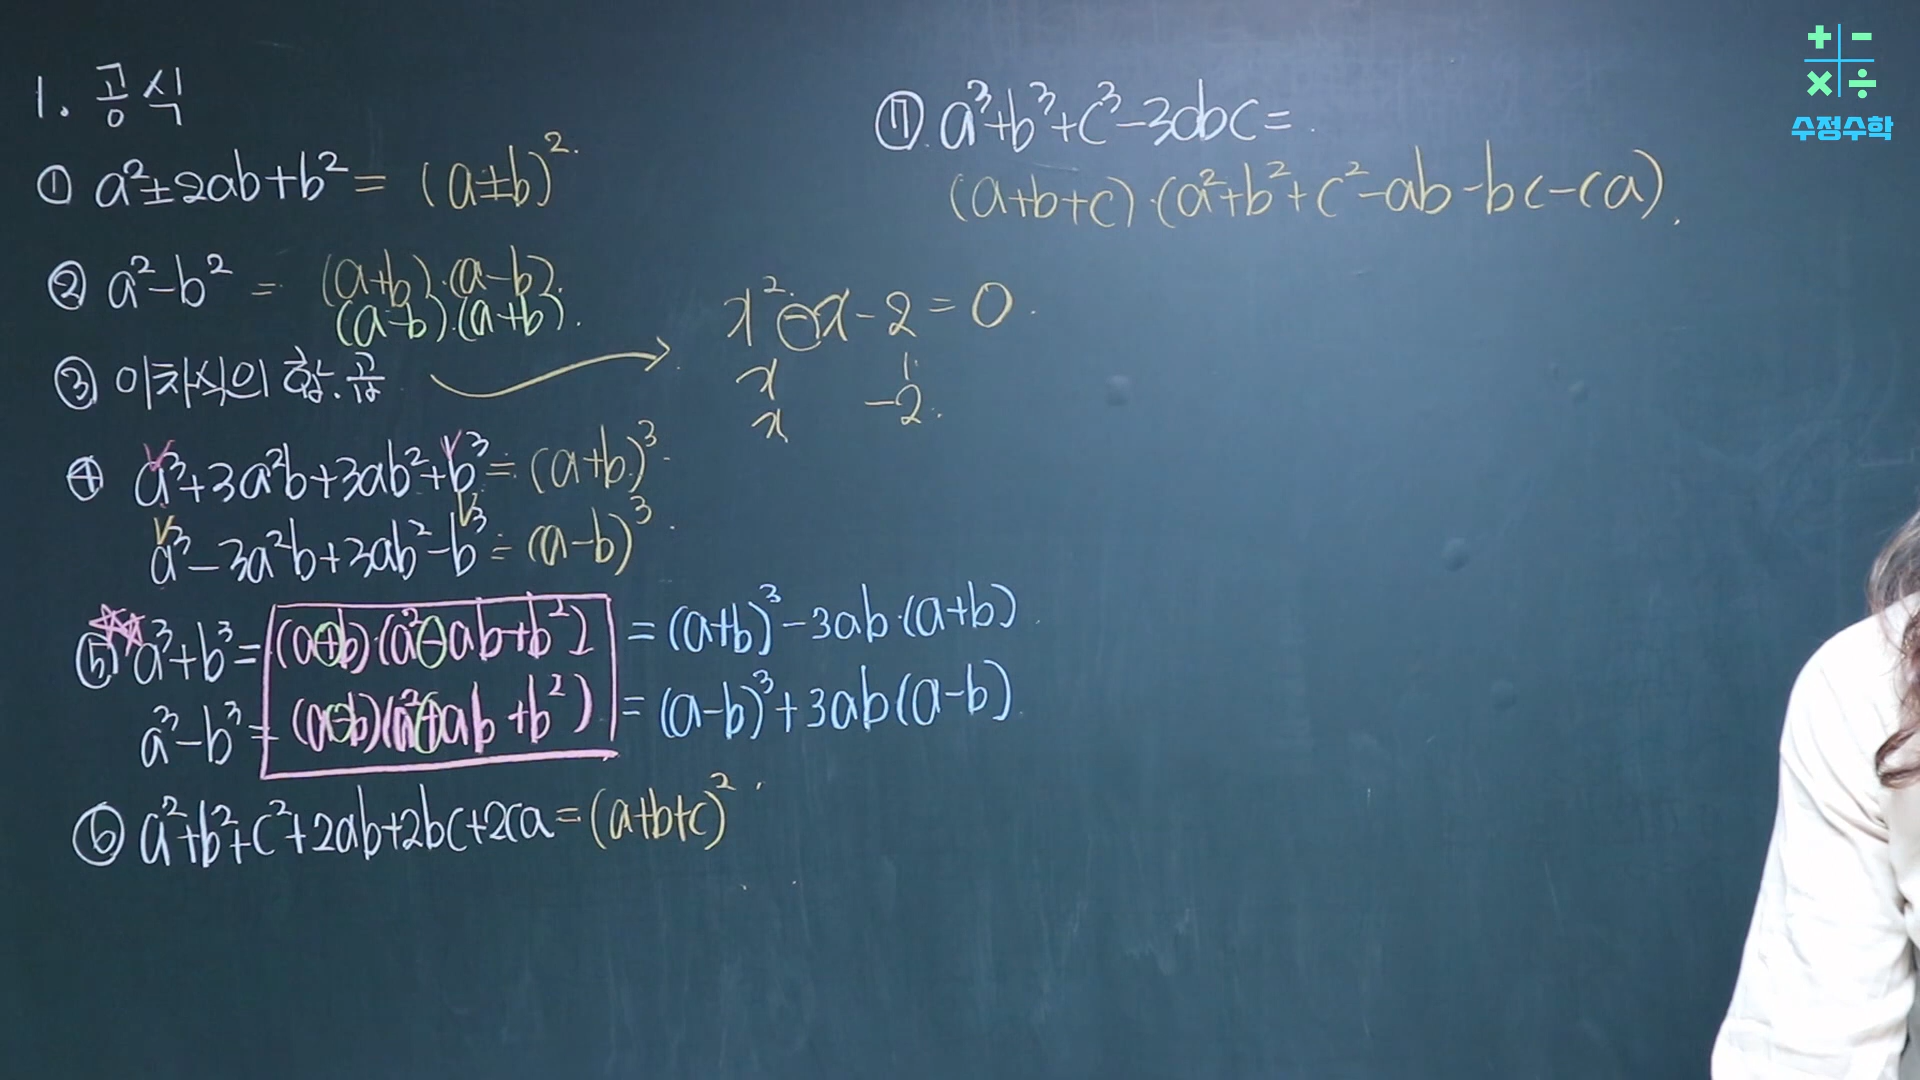 1. 공식
① a²±2ab+b² = (a±b)².
② a²-b² = (a+b)·(a-b).
(a-b)·(a+b).
③ 이차식의 합.곱
x²-x-2=0.
x 1
x -2.
④ a³+3a²b+3ab²+b³=(a+b)³
a³-3a²b+3ab²-b³=(a-b)³
⑤ a³+b³=(a+b)·(a²-ab+b²) =(a+b)³-3ab·(a+b)
a³-b³=(a-b)(a²+ab+b²) =(a-b)³+3ab(a-b)
⑥ a²+b²+c²+2ab+2bc+2ca=(a+b+c)²
⑦ a³+b³+c³-3abc=
(a+b+c)·(a²+b²+c²-ab-bc-ca).
+ -
× ÷
수정수학